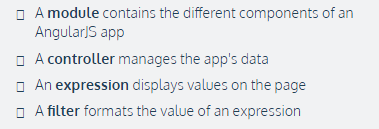 A module contains the different components of an
AngularJS app
A controller manages the app's data
An expression displays values on the page
A filter formats the value of an expression